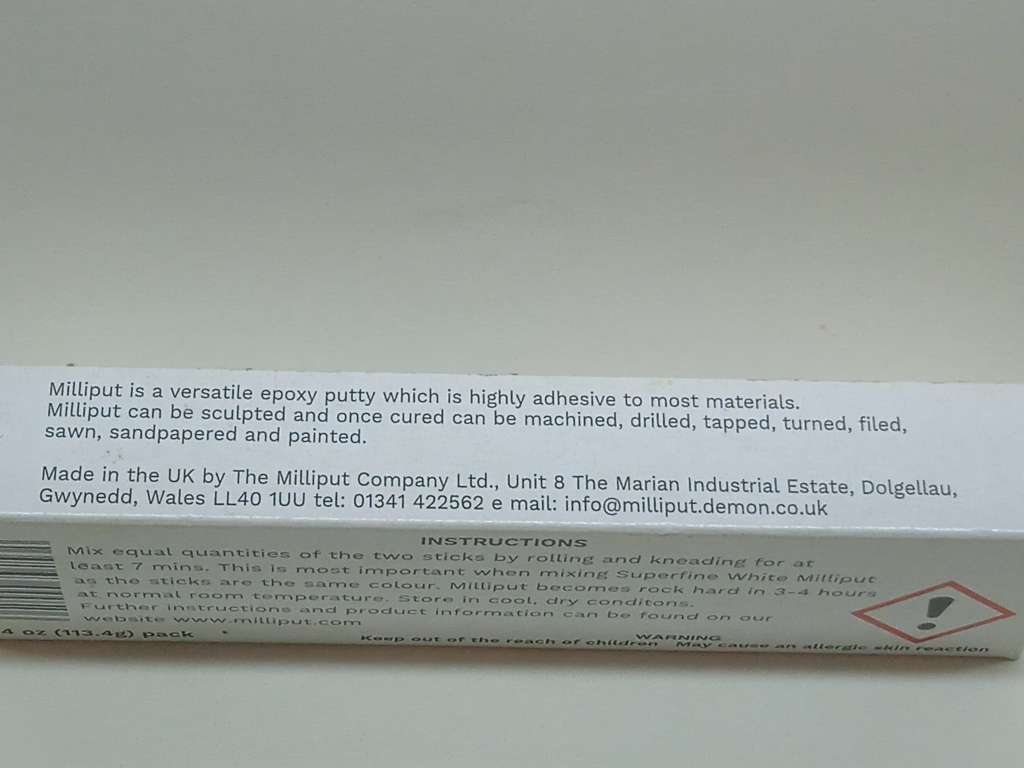 Milliput is a versatile epoxy putty which is highly adhesive to most materials.
Milliput can be sculpted and once cured can be machined, drilled, tapped, turned, filed,
sawn, sandpapered and painted.
Made in the UK by The Milliput Company Ltd., Unit 8 The Marian Industrial Estate, Dolgellau,
Gwynedd, Wales LL40 1UU tel: 01341 422562 e mail: info@milliput.demon.co.uk
INSTRUCTIONS
Mix equal quantities of the two sticks by rolling and kneading for at
least 7 mins. This is most important when mixing Superfine White Milliput
as the sticks are the same colour. Milliput becomes rock hard in 3-4 hours
at normal room temperature. Store in cool, dry conditons.
Further instructions and product information can be found on our
website www.milliput.com
4 oz (113.4g) pack
WARNING
Keep out of the reach of children May cause an allergic skin reaction